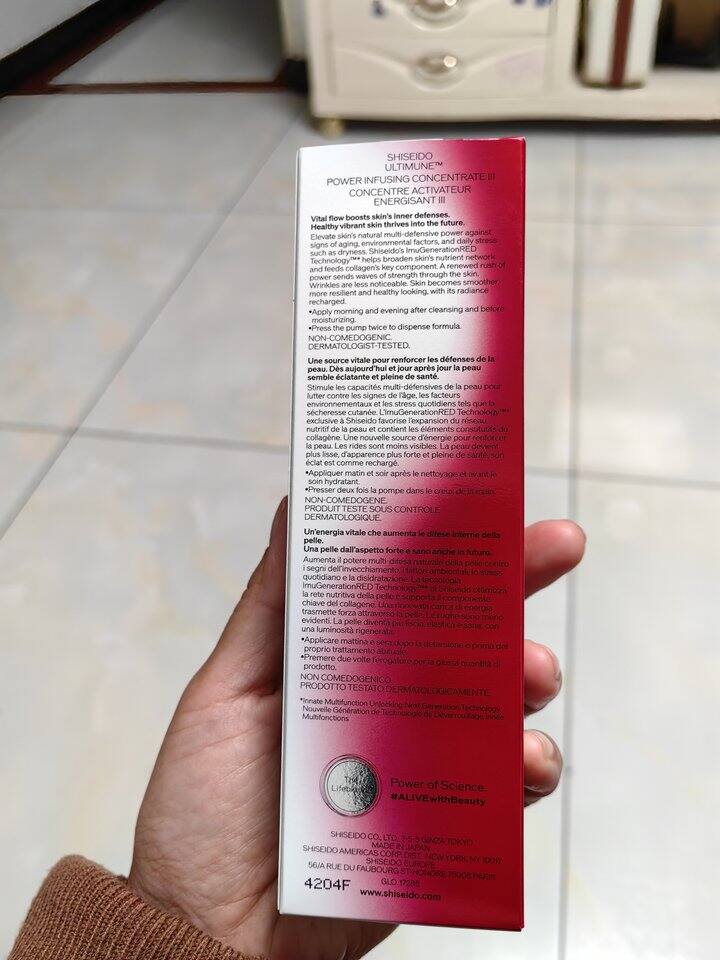 SHISEIDO
ULTIMUNE™
POWER INFUSING CONCENTRATE III
CONCENTRE ACTIVATEUR
ENERGISANT III
Vital flow boosts skin's inner defenses.
Healthy vibrant skin thrives into the future.
Elevate skin's natural multi-defensive power against
signs of aging, environmental factors, and daily stress
such as dryness. Shiseido's ImuGenerationRED
Technology™* helps broaden skin's nutrient network
and feeds collagen's key component. A renewed rush of
power sends waves of strength through the skin.
Wrinkles are less noticeable. Skin becomes smoother,
more resilient and healthy looking, with its radiance
recharged.
•Apply morning and evening after cleansing and before
moisturizing.
•Press the pump twice to dispense formula.
NON-COMEDOGENIC.
DERMATOLOGIST-TESTED.
Une source vitale pour renforcer les défenses de la
peau. Dès aujourd'hui et jour après jour la peau
semble éclatante et pleine de santé.
Stimule les capacités multi-défensives de la peau pour
lutter contre les signes de l'âge, les facteurs
environnementaux et les stress quotidiens tels que la
sécheresse cutanée. L'ImuGenerationRED Technology™*
exclusive à Shiseido favorise l'expansion du réseau
nutritif de la peau et contient les éléments constitutifs du
collagène. Une nouvelle source d'énergie pour renforcer
la peau. Les rides sont moins visibles. La peau devient
plus lisse, d'apparence plus forte et pleine de santé, son
éclat est comme rechargé.
•Appliquer matin et soir après le nettoyage et avant le
soin hydratant.
•Presser deux fois la pompe dans le creux de la main.
NON-COMEDOGENE.
PRODUIT TESTE SOUS CONTROLE
DERMATOLOGIQUE.
Un'energia vitale che aumenta le difese interne della
pelle.
Una pelle dall'aspetto forte e sano anche in futuro.
Aumenta il potere multi-difesa naturale della pelle contro
i segni dell'invecchiamento, i fattori ambientali, lo stress
quotidiano e la disidratazione. La tecnologia
ImuGenerationRED Technology™* di Shiseido ottimizza
la rete nutritiva della pelle e supporta il componente
chiave del collagene. Una rinnovata carica di energia
trasmette forza attraverso la pelle. Le rughe sono meno
evidenti. La pelle diventa più liscia, elastica e sana, con
una luminosità rigenerata.
•Applicare mattina e sera dopo la detersione e prima del
proprio trattamento abituale.
•Premere due volte l'erogatore per la giusta quantità di
prodotto.
NON COMEDOGENICO.
PRODOTTO TESTATO DERMATOLOGICAMENTE.
*Innate Multifunction Unlocking Next Generation Technology
Nouvelle Génération de Technologie de Déverrouillage Innée
Multifonctions
The
Lifeblood
Power of Science.
#ALIVEwithBeauty
SHISEIDO CO., LTD. 7-5-5 GINZA TOKYO
MADE IN JAPAN
SHISEIDO AMERICAS CORP. DIST. NEW YORK, NY 10017
SHISEIDO EUROPE
56/A RUE DU FAUBOURG ST-HONORE 75008 PARIS
4204F
GLO. 17285
www.shiseido.com